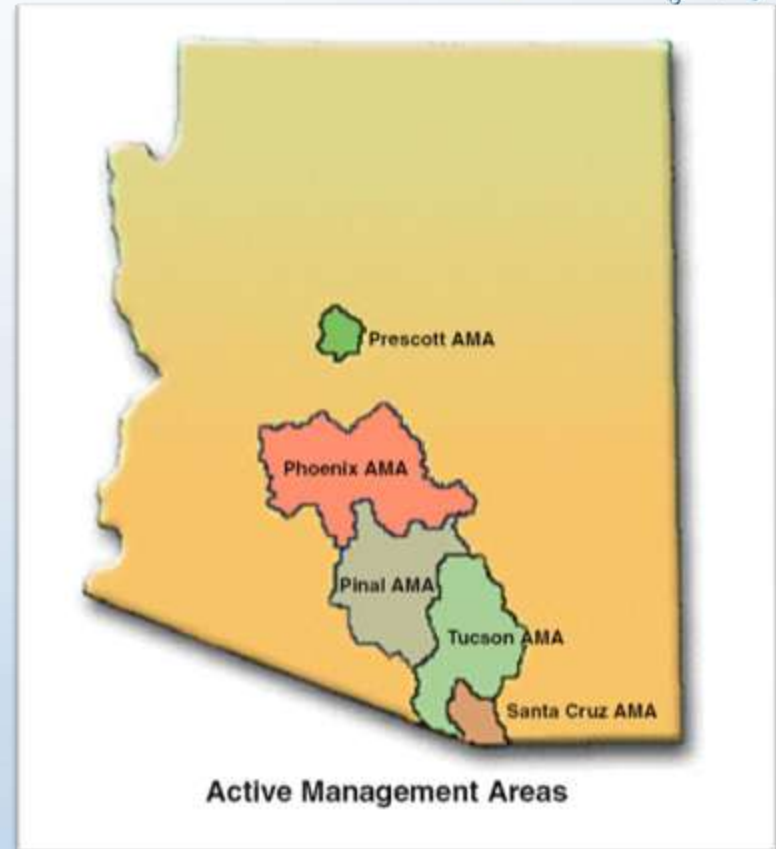 Prescott AMA
Phoenix AMA
Pinal AMA
Tucson AMA
Santa Cruz AMA
Active Management Areas